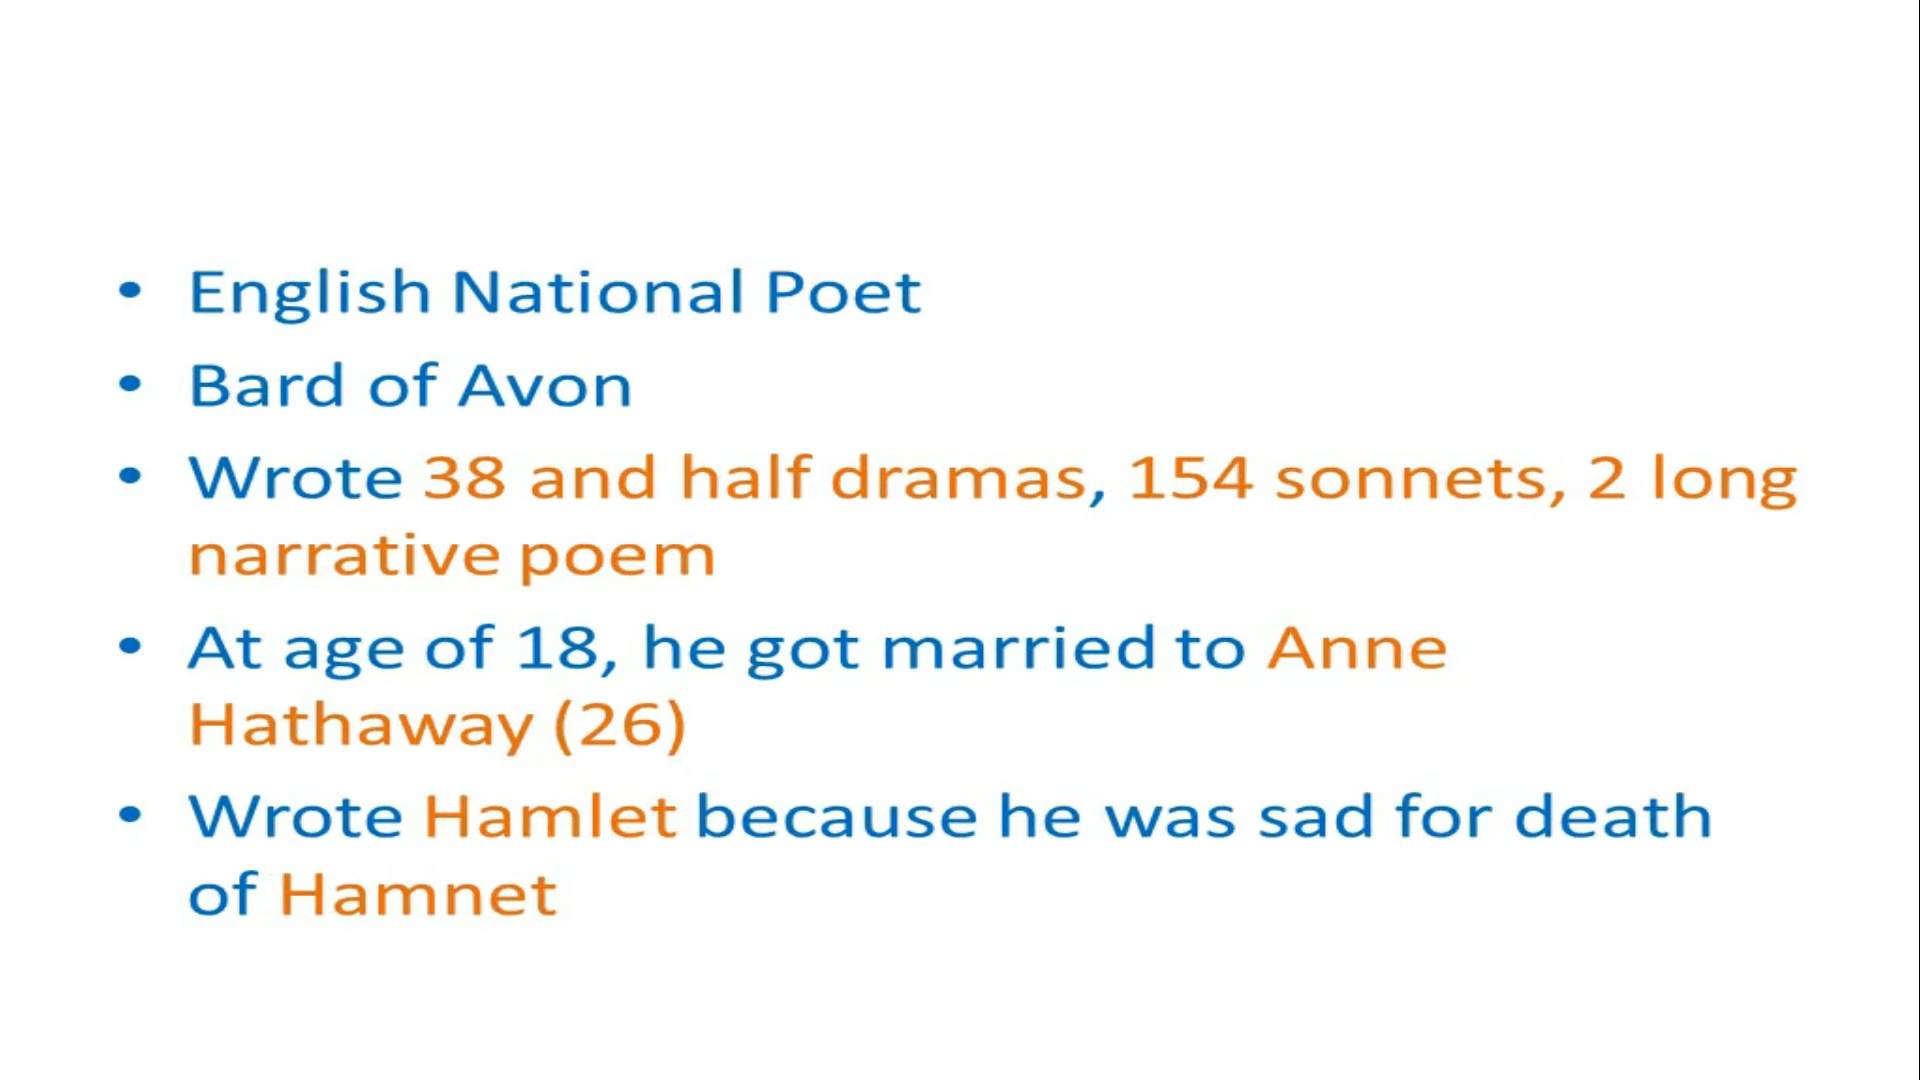 • English National Poet
• Bard of Avon
• Wrote 38 and half dramas, 154 sonnets, 2 long
narrative poem
• At age of 18, he got married to Anne
Hathaway (26)
• Wrote Hamlet because he was sad for death
of Hamnet